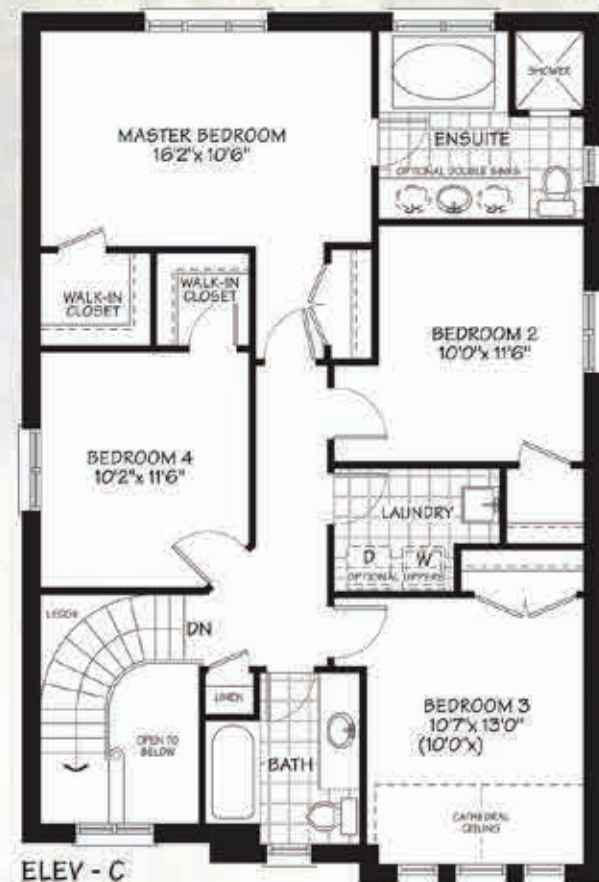 SHOWER
MASTER BEDROOM
16'2" x 10'6"
ENSUITE
OPTIONAL DOUBLE SINKS
WALK-IN
CLOSET
WALK-IN
CLOSET
BEDROOM 2
10'0" x 11'6"
BEDROOM 4
10'2" x 11'6"
LAUNDRY
D
W
OPTIONAL UPPERS
LEDGE
DN
LINEN
OPEN TO
BELOW
BATH
BEDROOM 3
10'7" x 13'0"
(10'0"x)
CATHEDRAL
CEILING
ELEV - C